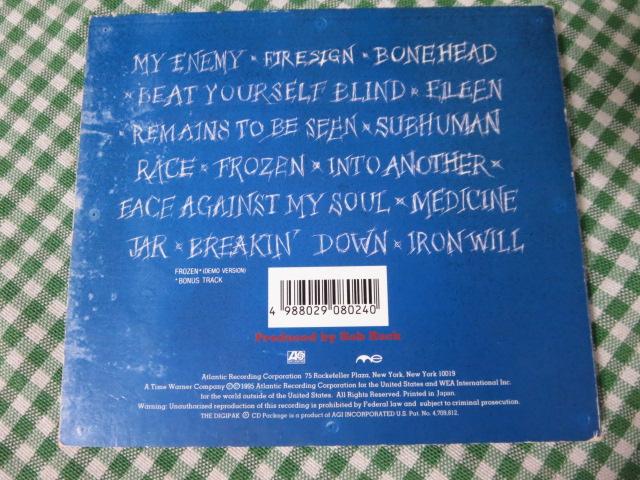 MY ENEMY * FIRESIGN * BONEHEAD
* BEAT YOURSELF BLIND * EILEEN
* REMAINS TO BE SEEN * SUBHUMAN
RACE * FROZEN * INTO ANOTHER *
FACE AGAINST MY SOUL * MEDICINE
JAR * BREAKIN' DOWN * IRON WILL
FROZEN * (DEMO VERSION)
* BONUS TRACK
4 988029 080240
Produced by Bob Rock
Atlantic Recording Corporation 75 Rockefeller Plaza, New York, New York 10019
A Time Warner Company ©℗1995 Atlantic Recording Corporation for the United States and WEA International Inc.
for the world outside of the United States. All Rights Reserved. Printed in Japan.
Warning: Unauthorized reproduction of this recording is prohibited by Federal law and subject to criminal prosecution.
THE DIGIPAK © CD Package is a product of AGI INCORPORATED U.S. Pat. No. 4,709,812.